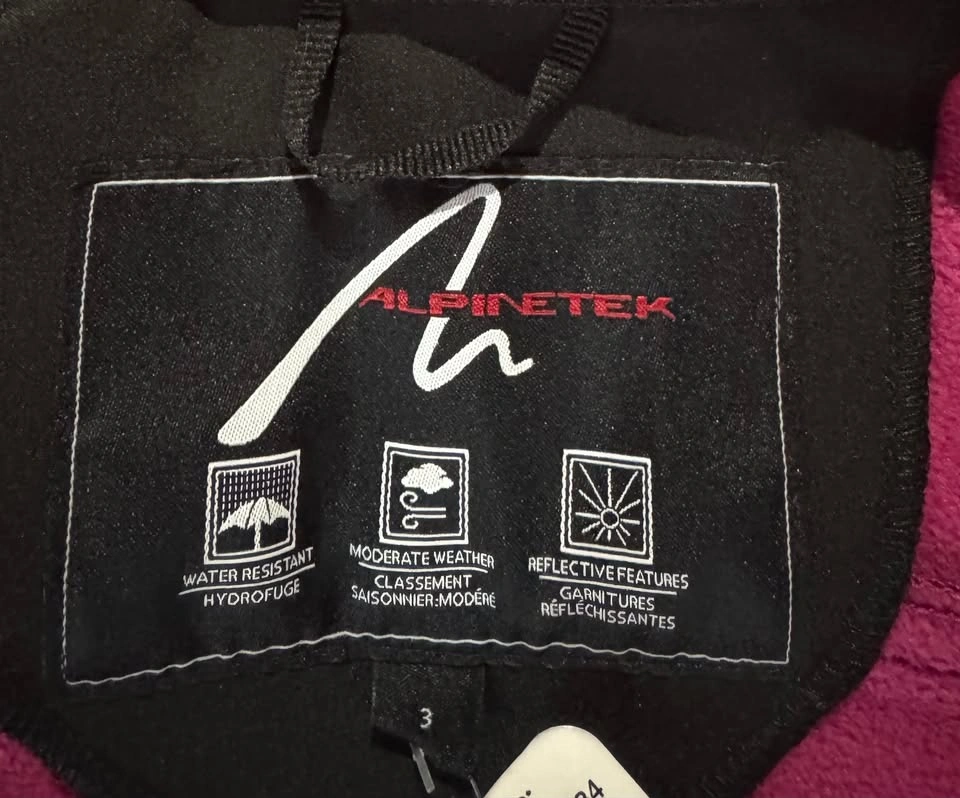 ALPINETEK
WATER RESISTANT
HYDROFUGE
MODERATE WEATHER
CLASSEMENT
SAISONNIER:MODÉRÉ
REFLECTIVE FEATURES
GARNITURES
RÉFLÉCHISSANTES
3